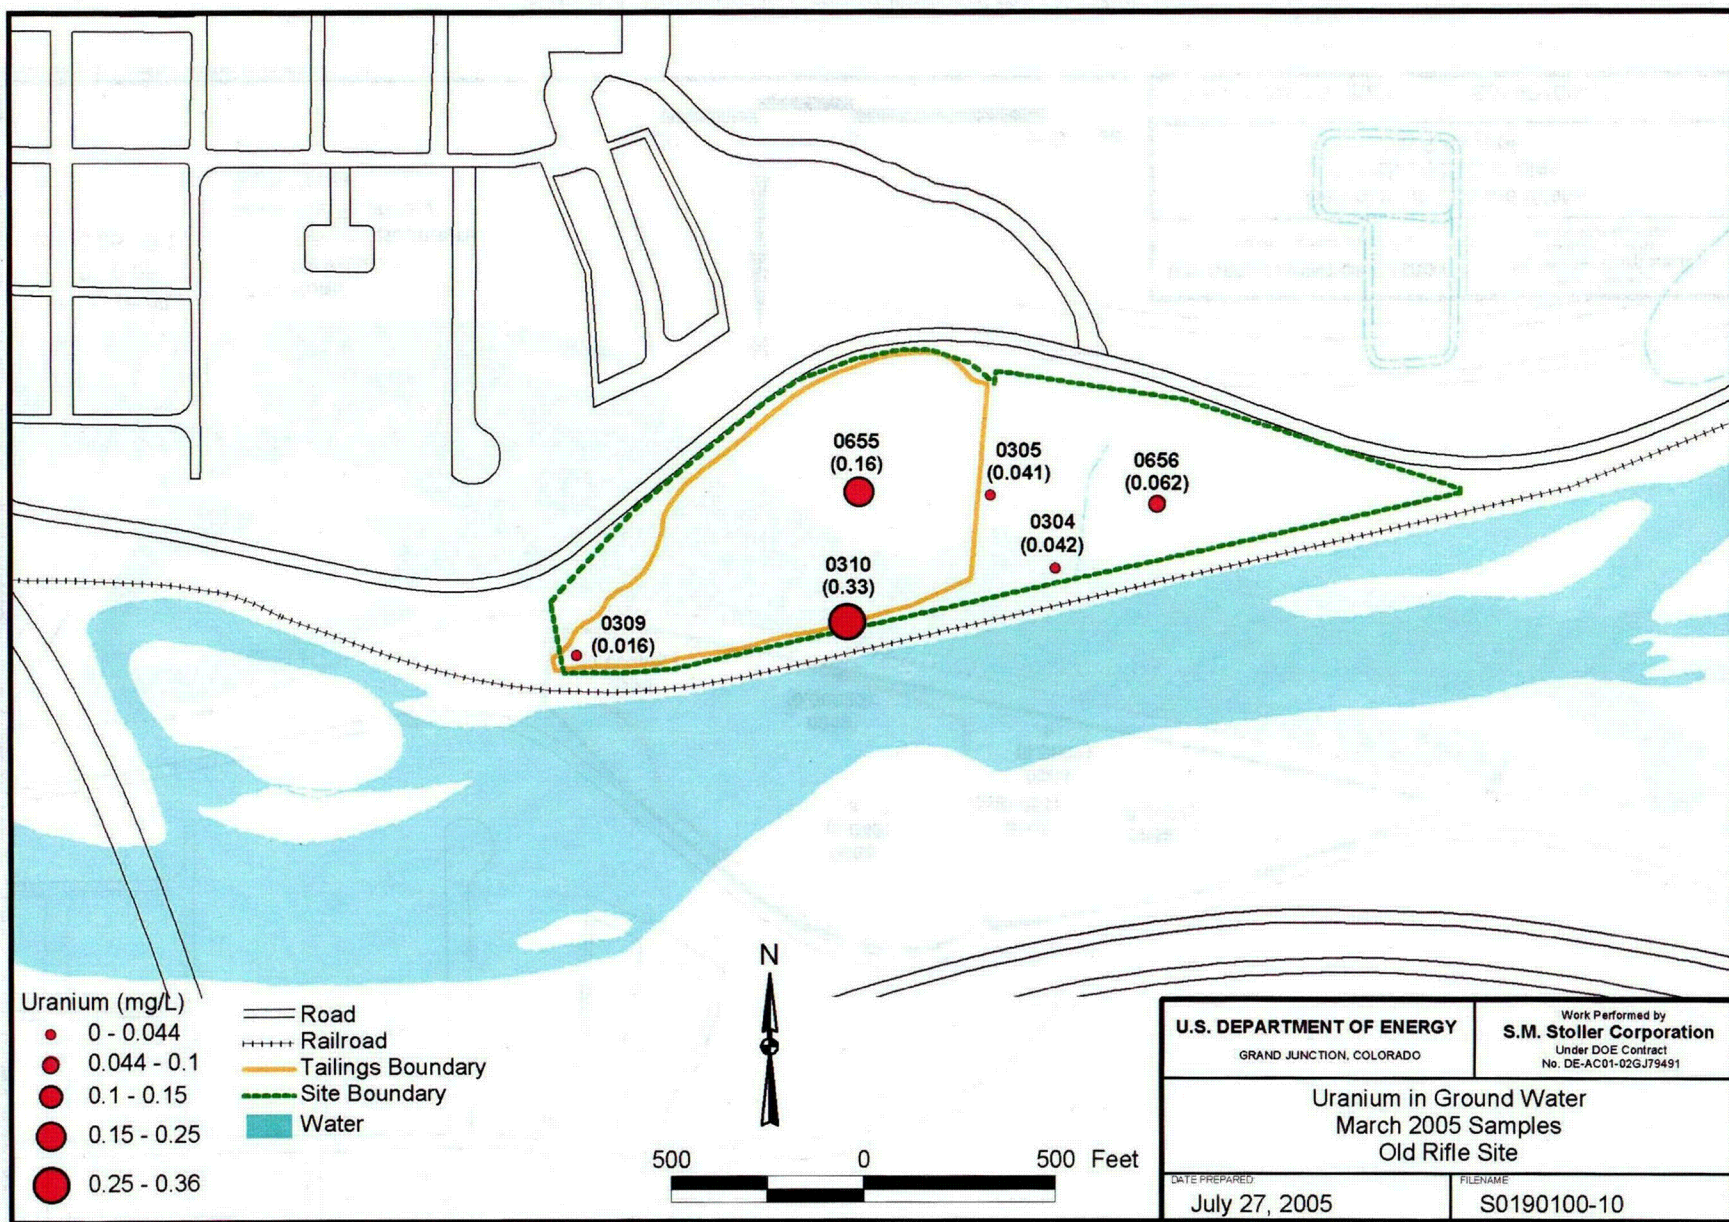 0655
(0.16)
0305
(0.041)
0656
(0.062)
0304
(0.042)
0310
(0.33)
0309
(0.016)
N
Uranium (mg/L)
0 - 0.044
0.044 - 0.1
0.1 - 0.15
0.15 - 0.25
0.25 - 0.36
Road
Railroad
Tailings Boundary
Site Boundary
Water
500 0 500 Feet
U.S. DEPARTMENT OF ENERGY
GRAND JUNCTION, COLORADO
Work Performed by
S.M. Stoller Corporation
Under DOE Contract
No. DE-AC01-02GJ79491
Uranium in Ground Water
March 2005 Samples
Old Rifle Site
DATE PREPARED:
July 27, 2005
FILENAME
S0190100-10